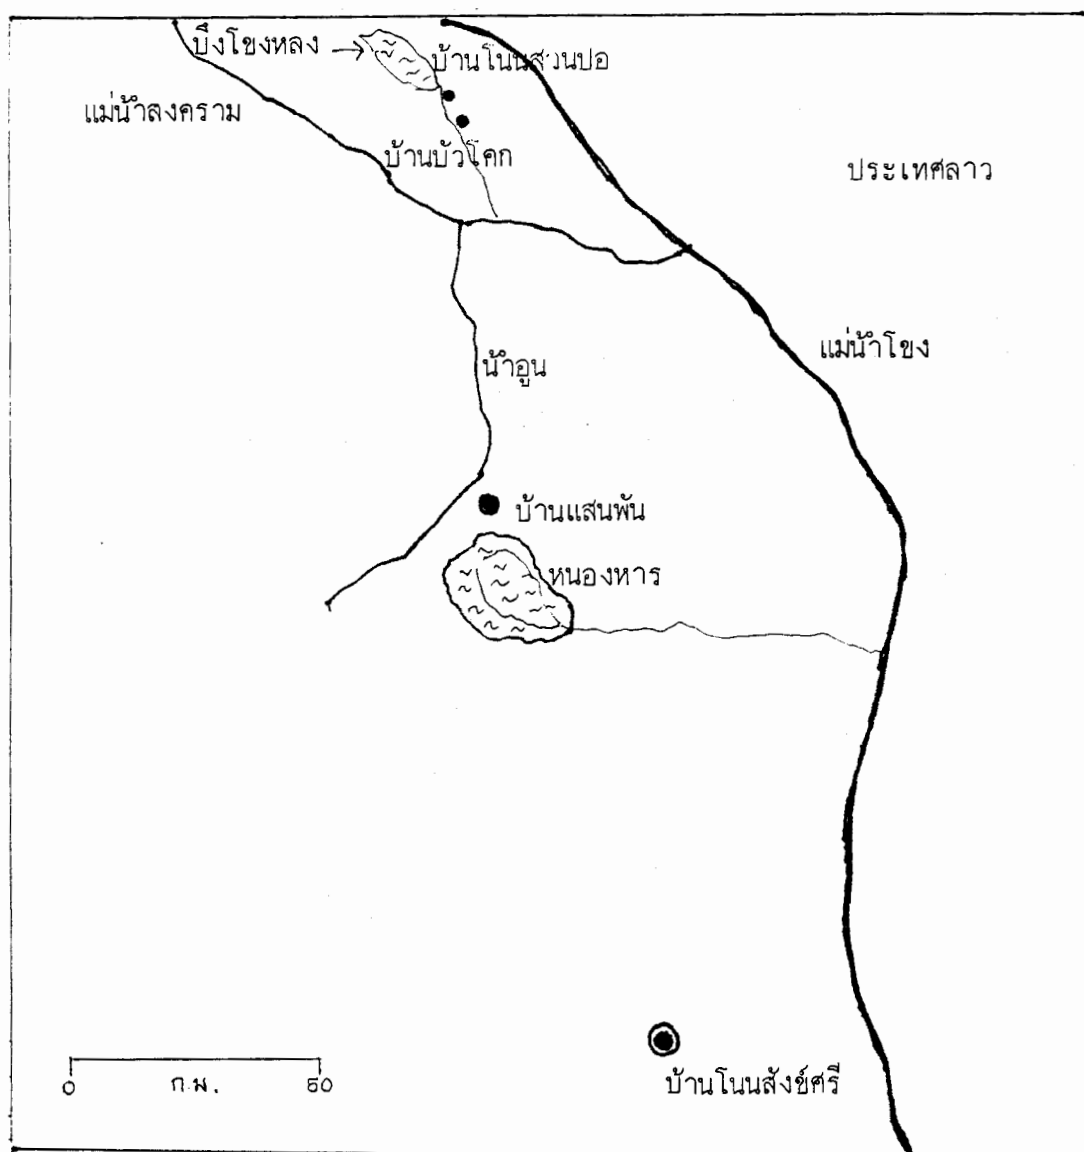 บึงโขงหลง
บ้านโนนสวนปอ
แม่น้ำสงคราม
บ้านบัวโคก
ประเทศลาว
แม่น้ำโขง
น้ำอูน
บ้านแสนพัน
หนองหาร
0 ก.ม. 50
บ้านโนนสังข์ศรี